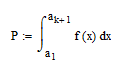 P := ∫_{a_1}^{a_{k+1}} f (x) dx